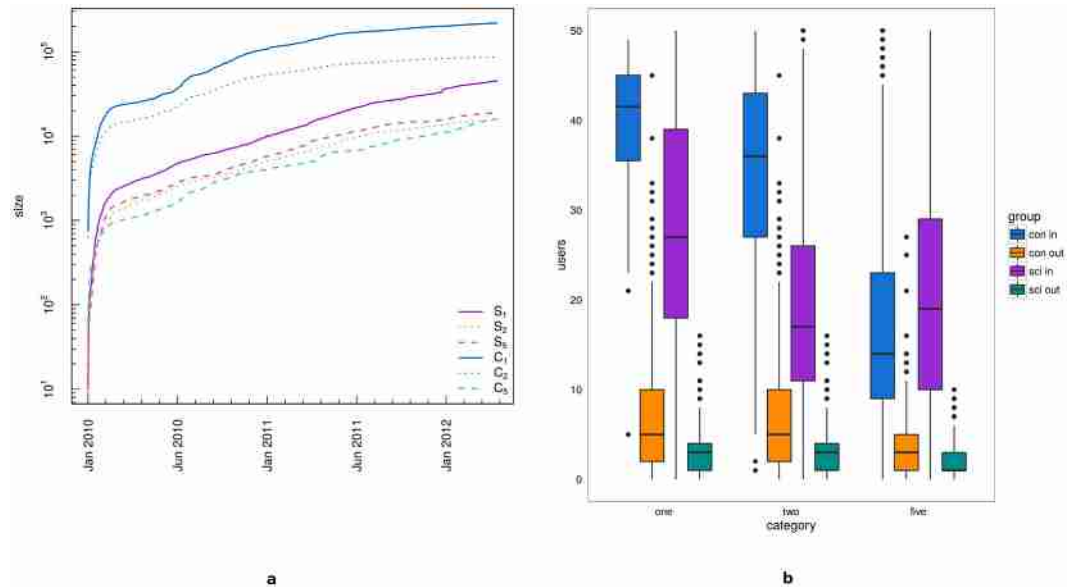 size
10^5
10^4
10^3
10^2
10^1
Jan 2010
Jun 2010
Jan 2011
Jun 2011
Jan 2012
S1
S2
S5
C1
C2
C5
a
users
50
40
30
20
10
0
one
two
five
category
group
con in
con out
sci in
sci out
b